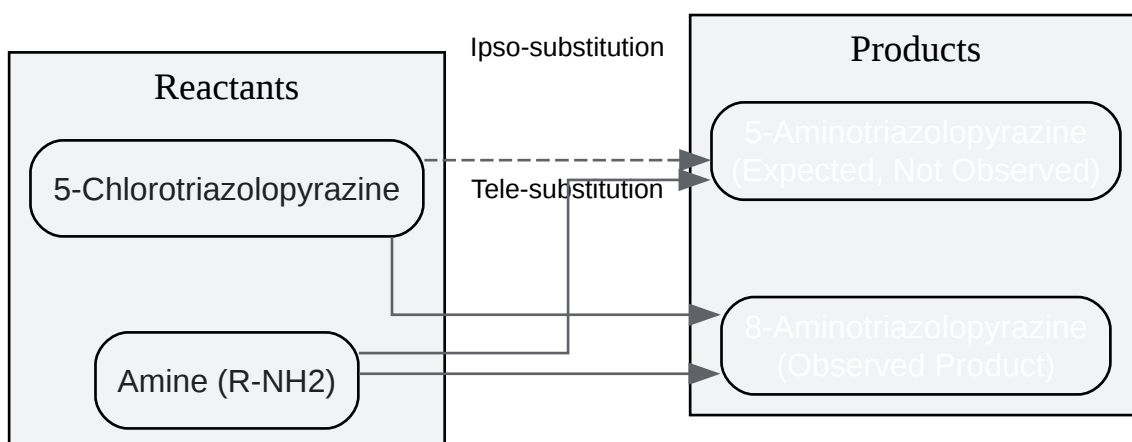 Ipso-substitution
Products
Reactants
5-Aminotriazolopyrazine
(Expected, Not Observed)
5-Chlorotriazolopyrazine
Tele-substitution
8-Aminotriazolopyrazine
(Observed Product)
Amine (R-NH2)